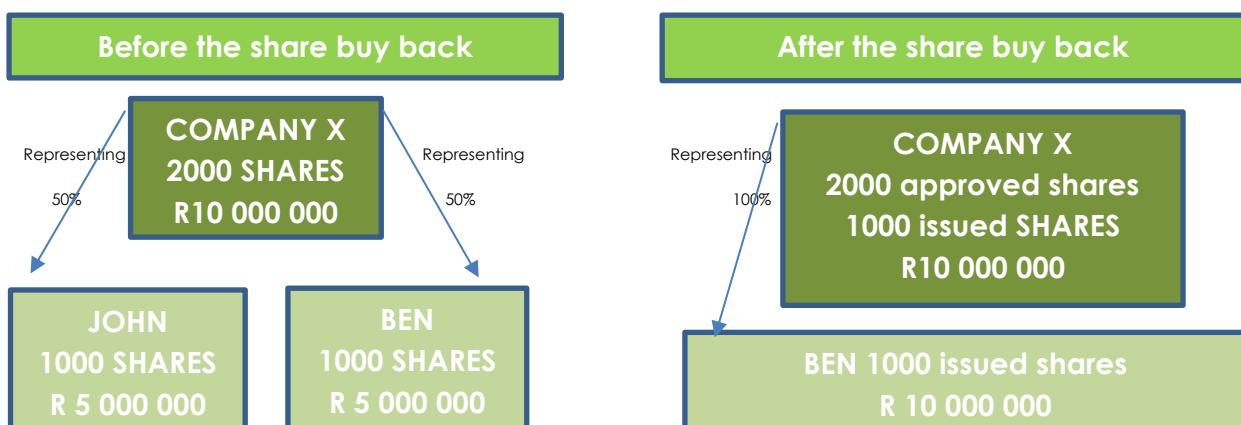 Before the share buy back
COMPANY X
2000 SHARES
R10 000 000
Representing
50%
Representing
50%
JOHN
1000 SHARES
R 5 000 000
BEN
1000 SHARES
R 5 000 000
After the share buy back
Representing
100%
COMPANY X
2000 approved shares
1000 issued SHARES
R10 000 000
BEN 1000 issued shares
R 10 000 000